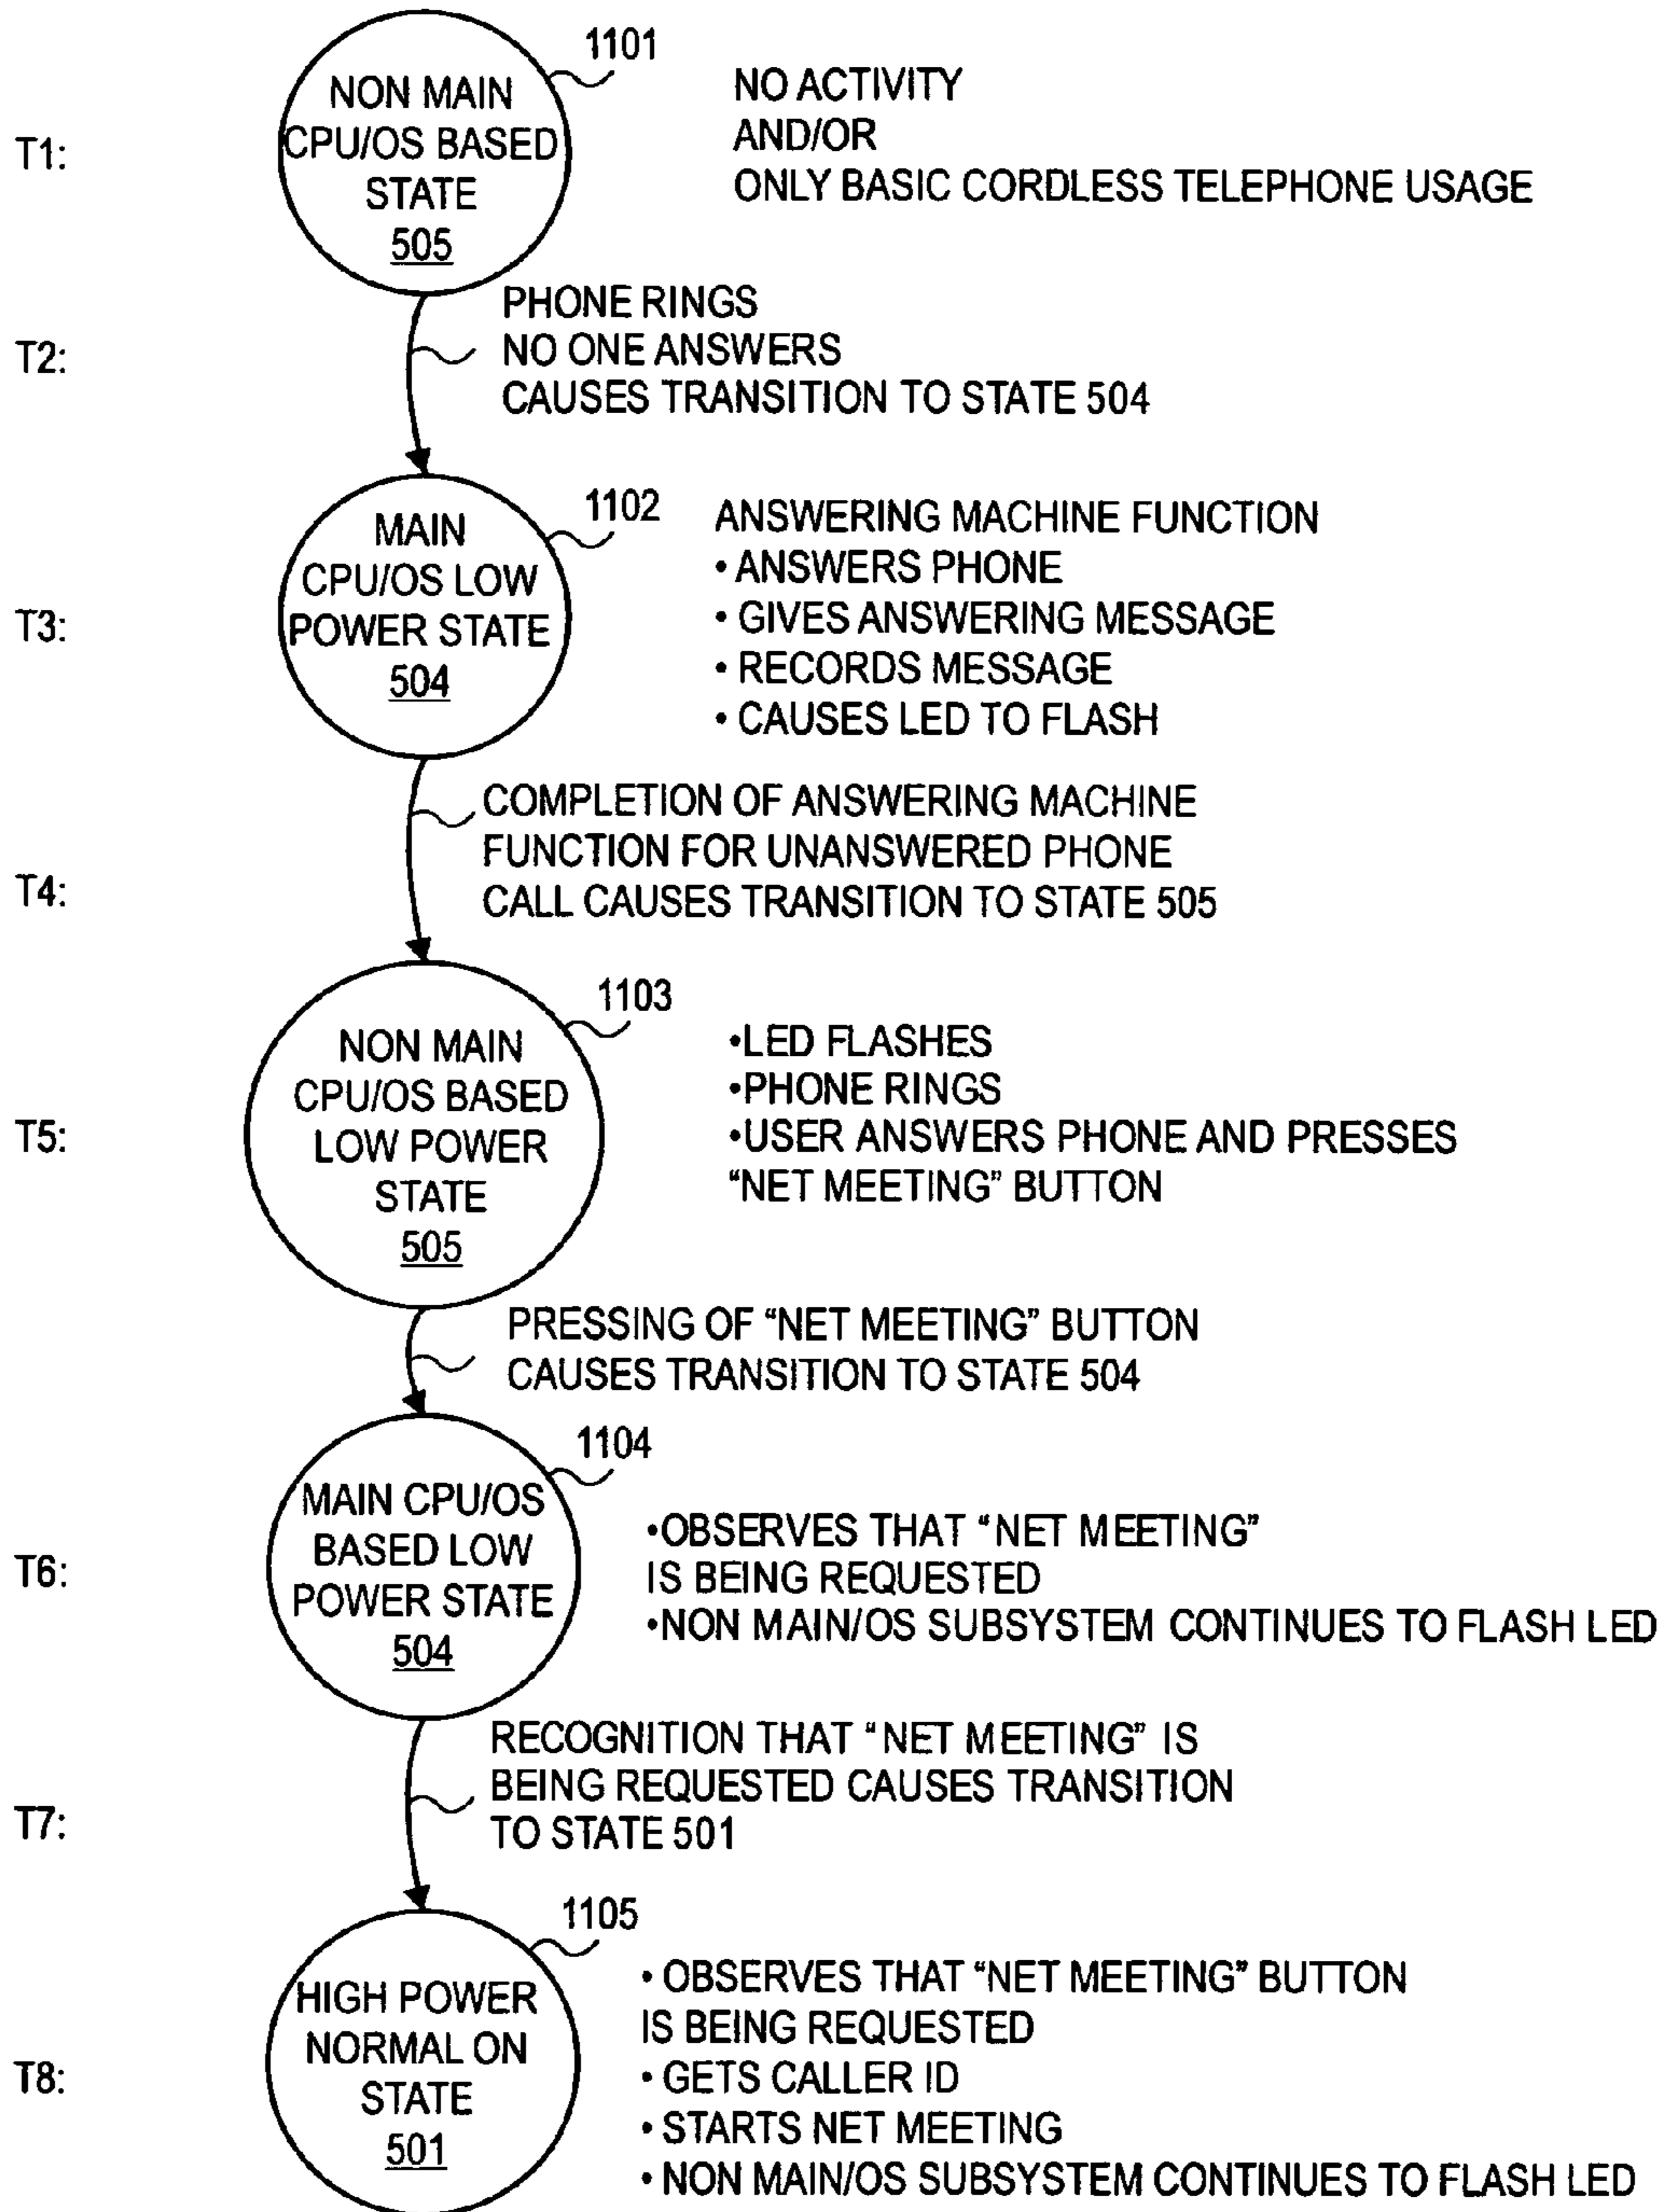 1101
NON MAIN
CPU/OS BASED
STATE
505
T1:
NO ACTIVITY
AND/OR
ONLY BASIC CORDLESS TELEPHONE USAGE
T2:
PHONE RINGS
NO ONE ANSWERS
CAUSES TRANSITION TO STATE 504
1102
MAIN
CPU/OS LOW
POWER STATE
504
T3:
ANSWERING MACHINE FUNCTION
• ANSWERS PHONE
• GIVES ANSWERING MESSAGE
• RECORDS MESSAGE
• CAUSES LED TO FLASH
T4:
COMPLETION OF ANSWERING MACHINE
FUNCTION FOR UNANSWERED PHONE
CALL CAUSES TRANSITION TO STATE 505
1103
NON MAIN
CPU/OS BASED
LOW POWER
STATE
505
T5:
•LED FLASHES
•PHONE RINGS
•USER ANSWERS PHONE AND PRESSES
“NET MEETING” BUTTON
PRESSING OF “NET MEETING” BUTTON
CAUSES TRANSITION TO STATE 504
1104
MAIN CPU/OS
BASED LOW
POWER STATE
504
T6:
•OBSERVES THAT “NET MEETING”
IS BEING REQUESTED
•NON MAIN/OS SUBSYSTEM CONTINUES TO FLASH LED
T7:
RECOGNITION THAT “NET MEETING” IS
BEING REQUESTED CAUSES TRANSITION
TO STATE 501
1105
HIGH POWER
NORMAL ON
STATE
501
T8:
• OBSERVES THAT “NET MEETING” BUTTON
IS BEING REQUESTED
• GETS CALLER ID
• STARTS NET MEETING
• NON MAIN/OS SUBSYSTEM CONTINUES TO FLASH LED